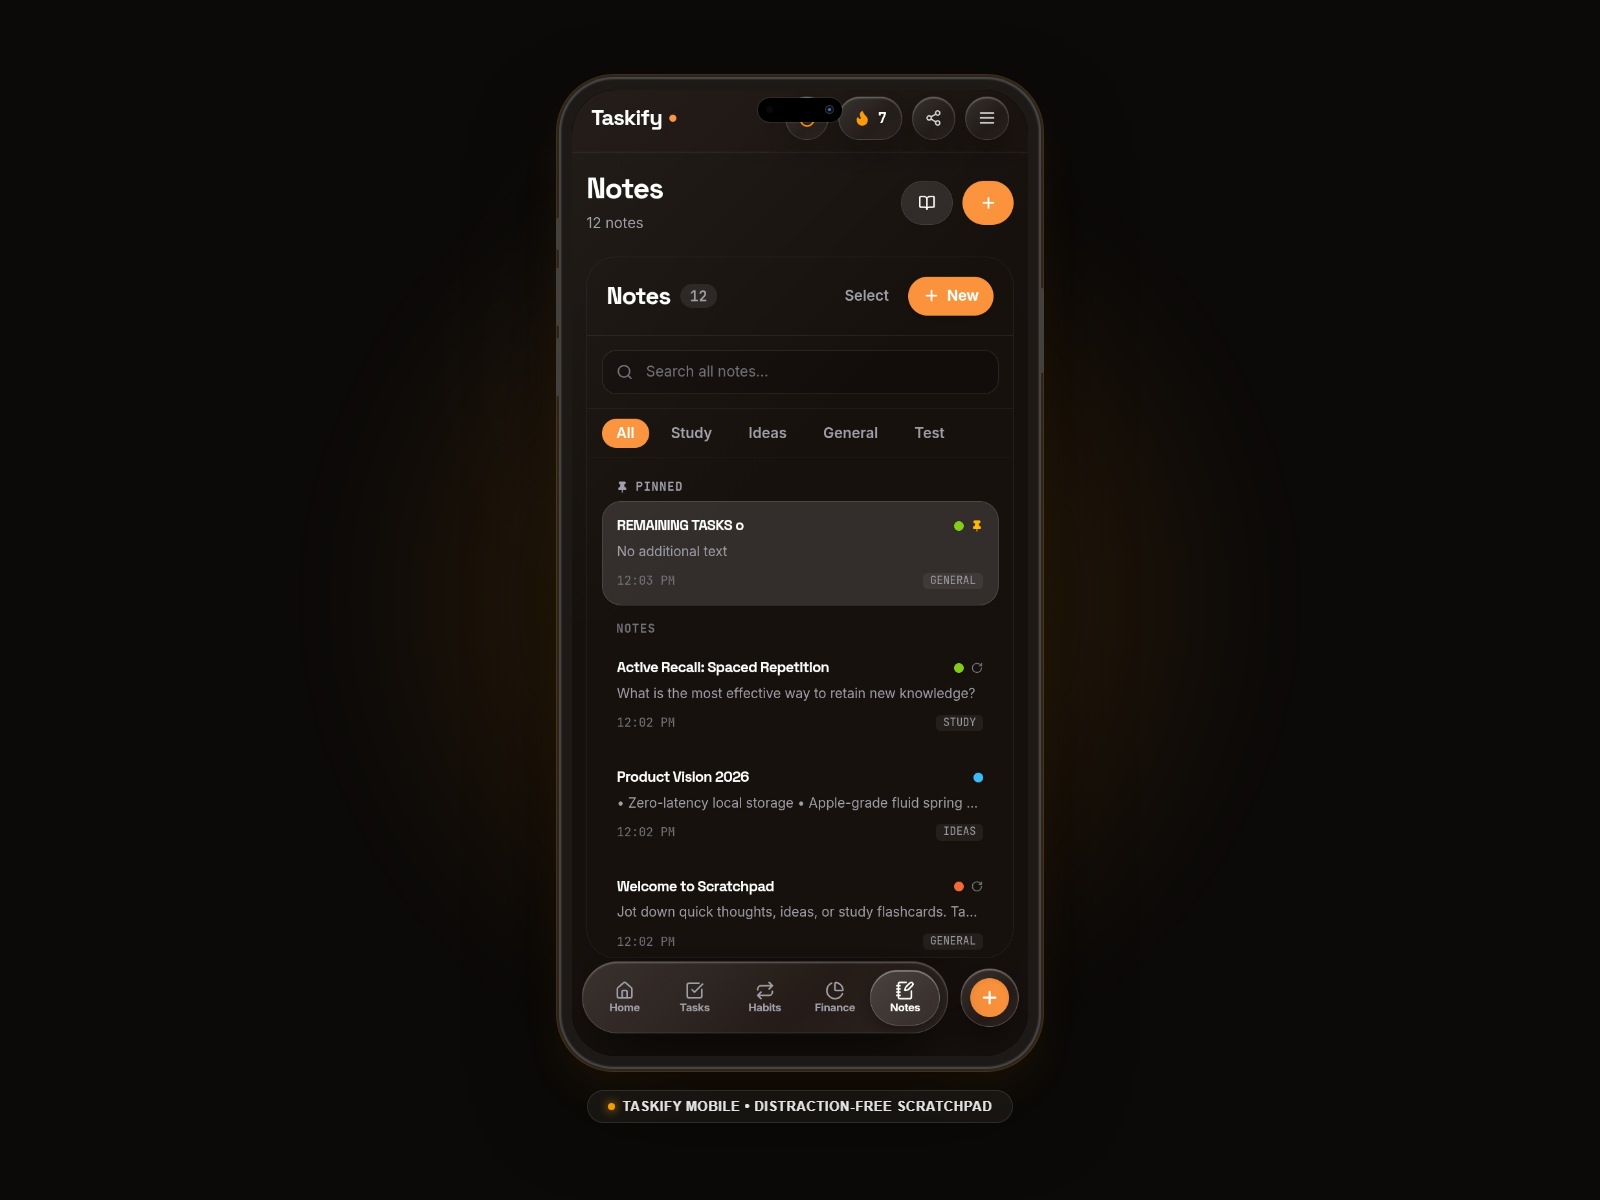 Taskify
7
Notes
12 notes
Notes 12 Select + New
Search all notes...
All Study Ideas General Test
PINNED
REMAINING TASKS o
No additional text
12:03 PM GENERAL
NOTES
Active Recall: Spaced Repetition
What is the most effective way to retain new knowledge?
12:02 PM STUDY
Product Vision 2026
• Zero-latency local storage • Apple-grade fluid spring ...
12:02 PM IDEAS
Welcome to Scratchpad
Jot down quick thoughts, ideas, or study flashcards. Ta...
12:02 PM GENERAL
Home Tasks Habits Finance Notes
TASKIFY MOBILE • DISTRACTION-FREE SCRATCHPAD